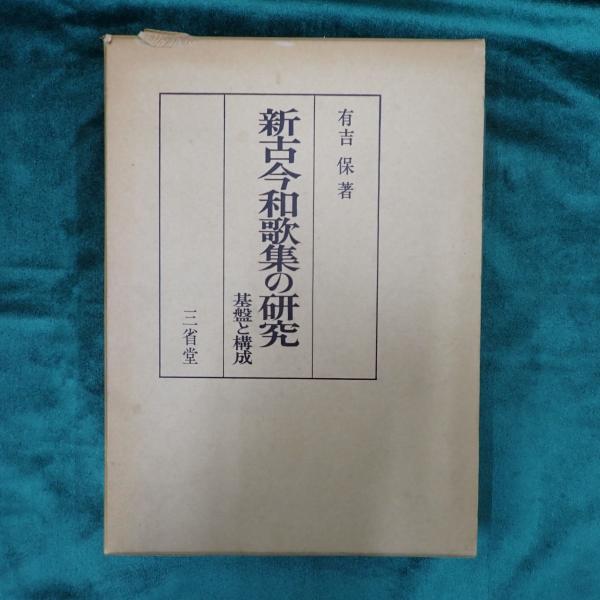 有吉 保 著
新古今和歌集の研究
基盤と構成
三省堂